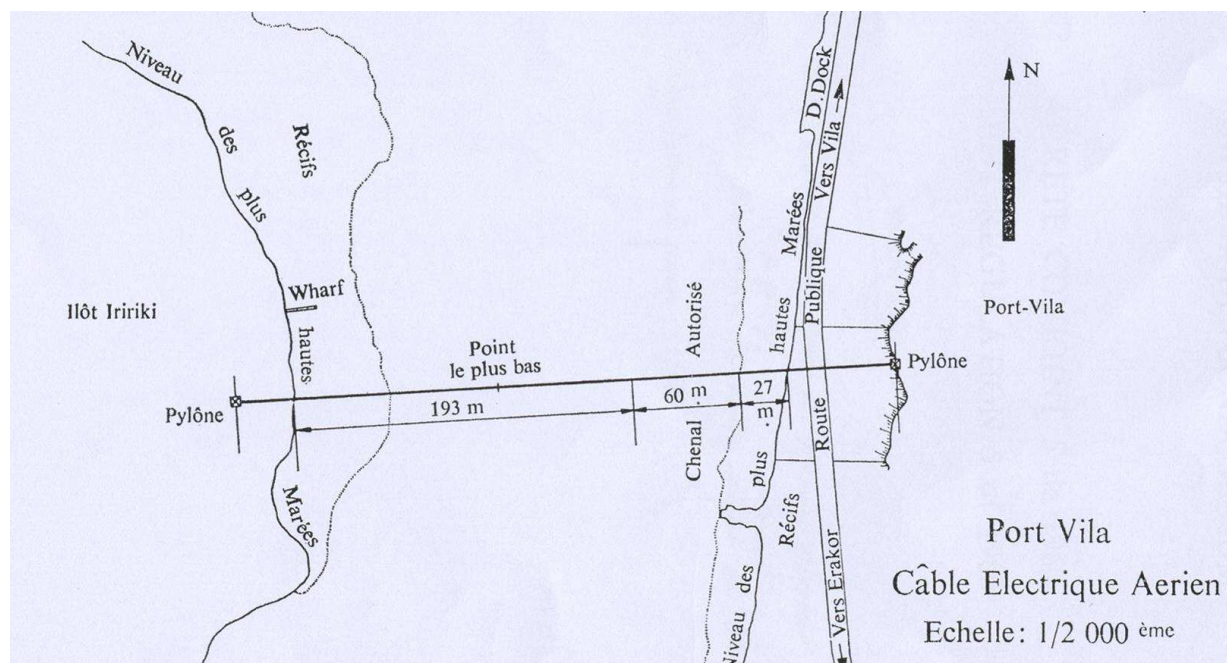 Niveau
des
plus
hautes
Marées
Récifs
Wharf
Ilôt Iririki
Pylône
Point
le plus bas
193 m
60 m
27
m
Chenal Autorisé
Niveau des
plus
hautes
Marées
Récifs
D. Dock
Vers Vila
Route Publique
Vers Erakor
Pylône
N
Port-Vila
Port Vila
Câble Electrique Aerien
Echelle: 1/2 000 ème